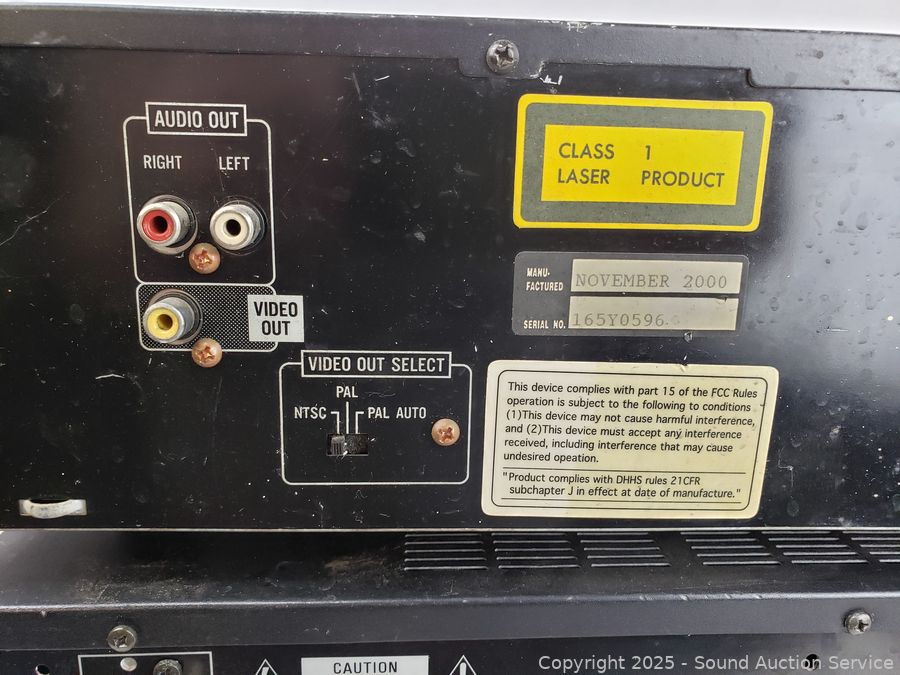 AUDIO OUT
RIGHT LEFT
VIDEO
OUT
VIDEO OUT SELECT
PAL
NTSC PAL AUTO
CLASS 1
LASER PRODUCT
MANU-
FACTURED
NOVEMBER 2000
SERIAL NO. 165Y0596
This device complies with part 15 of the FCC Rules
operation is subject to the following to conditions
(1)This device may not cause harmful interference,
and (2)This device must accept any interference
received, including interference that may cause
undesired operation.
"Product complies with DHHS rules 21CFR
subchapter J in effect at date of manufacture."
CAUTION
Copyright 2025 - Sound Auction Service